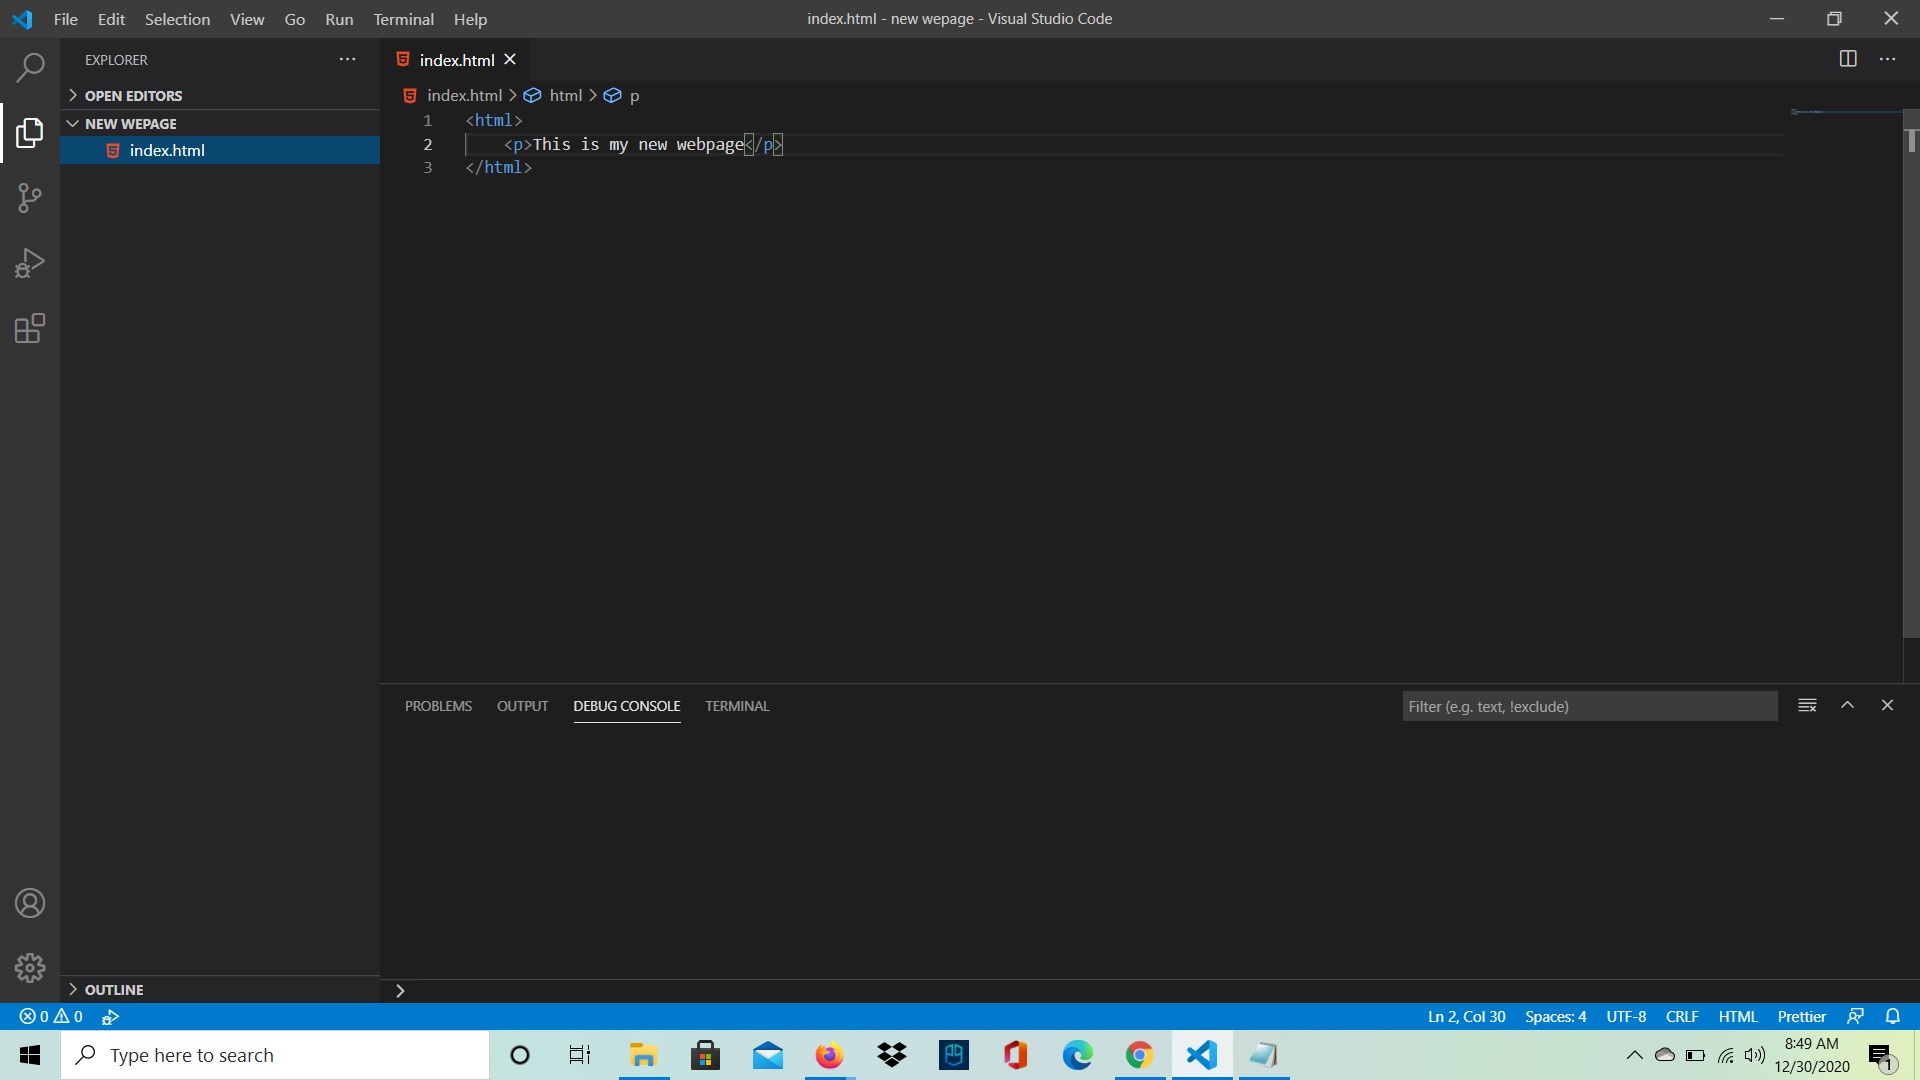 File Edit Selection View Go Run Terminal Help
index.html - new wepage - Visual Studio Code
EXPLORER
OPEN EDITORS
NEW WEPAGE
index.html
OUTLINE
index.html
index.html > html > p
1 <html>
2 <p>This is my new webpage</p>
3 </html>
PROBLEMS OUTPUT DEBUG CONSOLE TERMINAL
Filter (e.g. text, !exclude)
0 0
Ln 2, Col 30 Spaces: 4 UTF-8 CRLF HTML Prettier
Type here to search
8:49 AM
12/30/2020
1